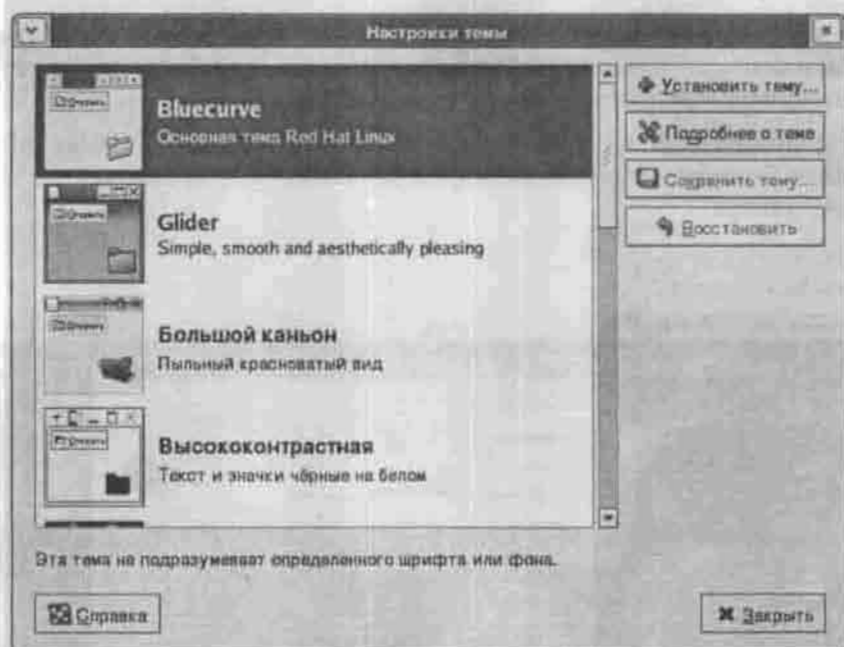 Настройки темы
Bluecurve
Основная тема Red Hat Linux
Glider
Simple, smooth and aesthetically pleasing
Большой каньон
Пыльный красноватый вид
Высококонтрастная
Текст и значки чёрные на белом
Установить тему...
Подробнее о теме
Сохранить тему...
Восстановить
Эта тема не подразумевает определенного шрифта или фона.
Справка
Закрыть